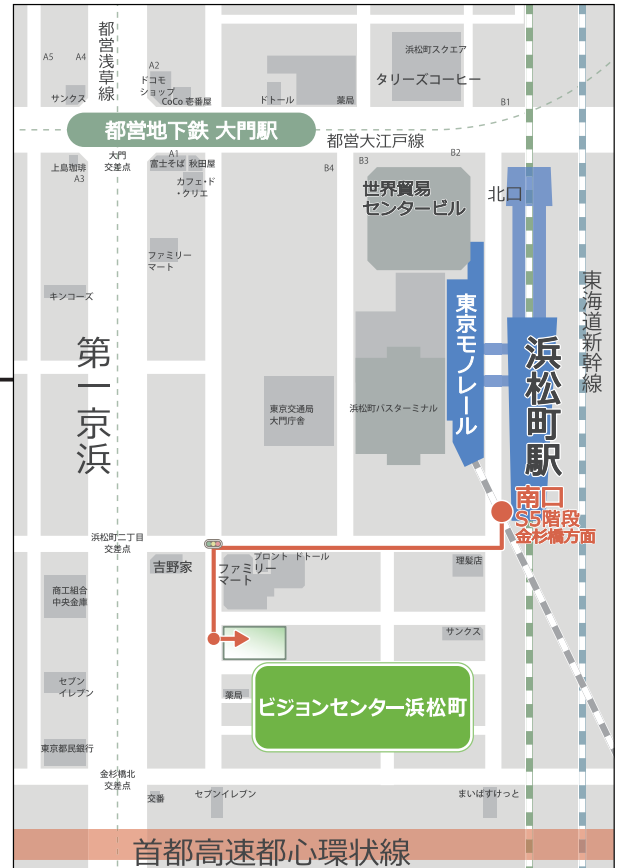 都営浅草線
浜松町スクエア
A5
A4
A2
ドコモ
ショップ
タリーズコーヒー
サンクス
CoCo 壱番屋
ドトール
薬局
B1
都営地下鉄 大門駅
都営大江戸線
大門
交差点
A1
B2
B3
B4
上島珈琲
A3
富士そば
秋田屋
カフェ・ド
・クリエ
世界貿易
センタービル
北口
ファミリー
マート
キンコーズ
東京モノレール
東海道新幹線
第一京浜
浜松町駅
東京交通局
大門庁舎
浜松町バスターミナル
南口
S5階段
金杉橋方面
浜松町二丁目
交差点
吉野家
ファミリー
マート
プロント
ドトール
理髪店
商工組合
中央金庫
サンクス
セブン
イレブン
薬局
ビジョンセンター浜松町
東京都民銀行
金杉橋北
交差点
交番
セブンイレブン
まいばすけっと
首都高速都心環状線